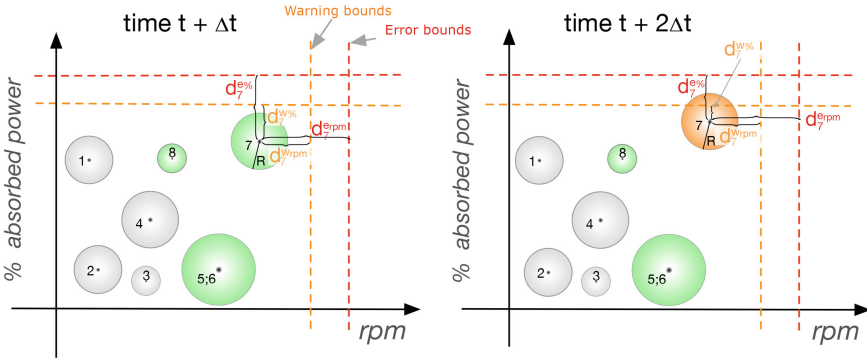 time t + Δt
Warning bounds
Error bounds
% absorbed power
d7e%
d7w%
d7erpm
d7wrpm
7
R
8
1
4
2
3
5;6
rpm
time t + 2Δt
% absorbed power
d7w%
d7e%
d7erpm
d7wrpm
7
R
8
1
4
2
3
5;6
rpm